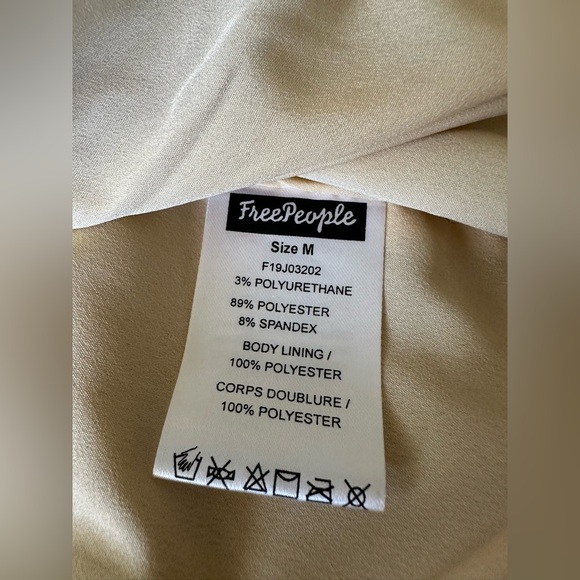 FreePeople
Size M
F19J03202
3% POLYURETHANE
89% POLYESTER
8% SPANDEX
BODY LINING /
100% POLYESTER
CORPS DOUBLURE /
100% POLYESTER